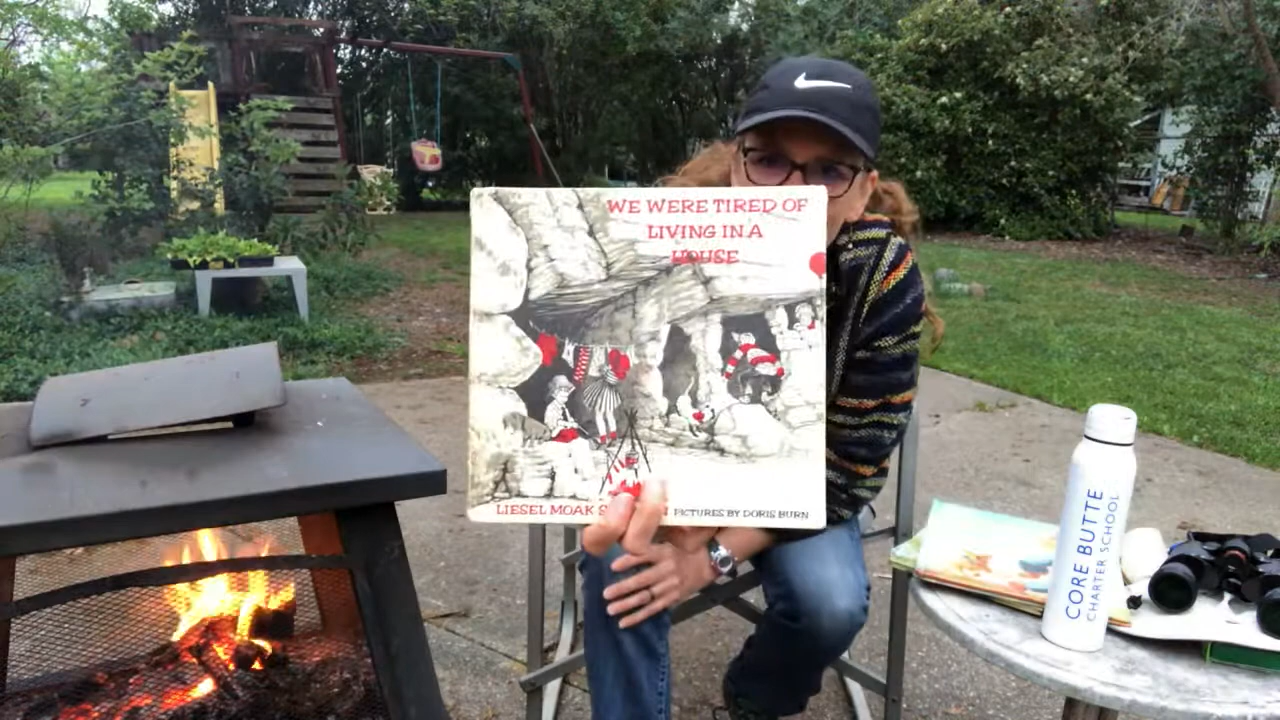 WE WERE TIRED OF
LIVING IN A
HOUSE
LIESEL MOAK PICTURES BY DORIS BURN
CORE BUTTE
CHARTER SCHOOL